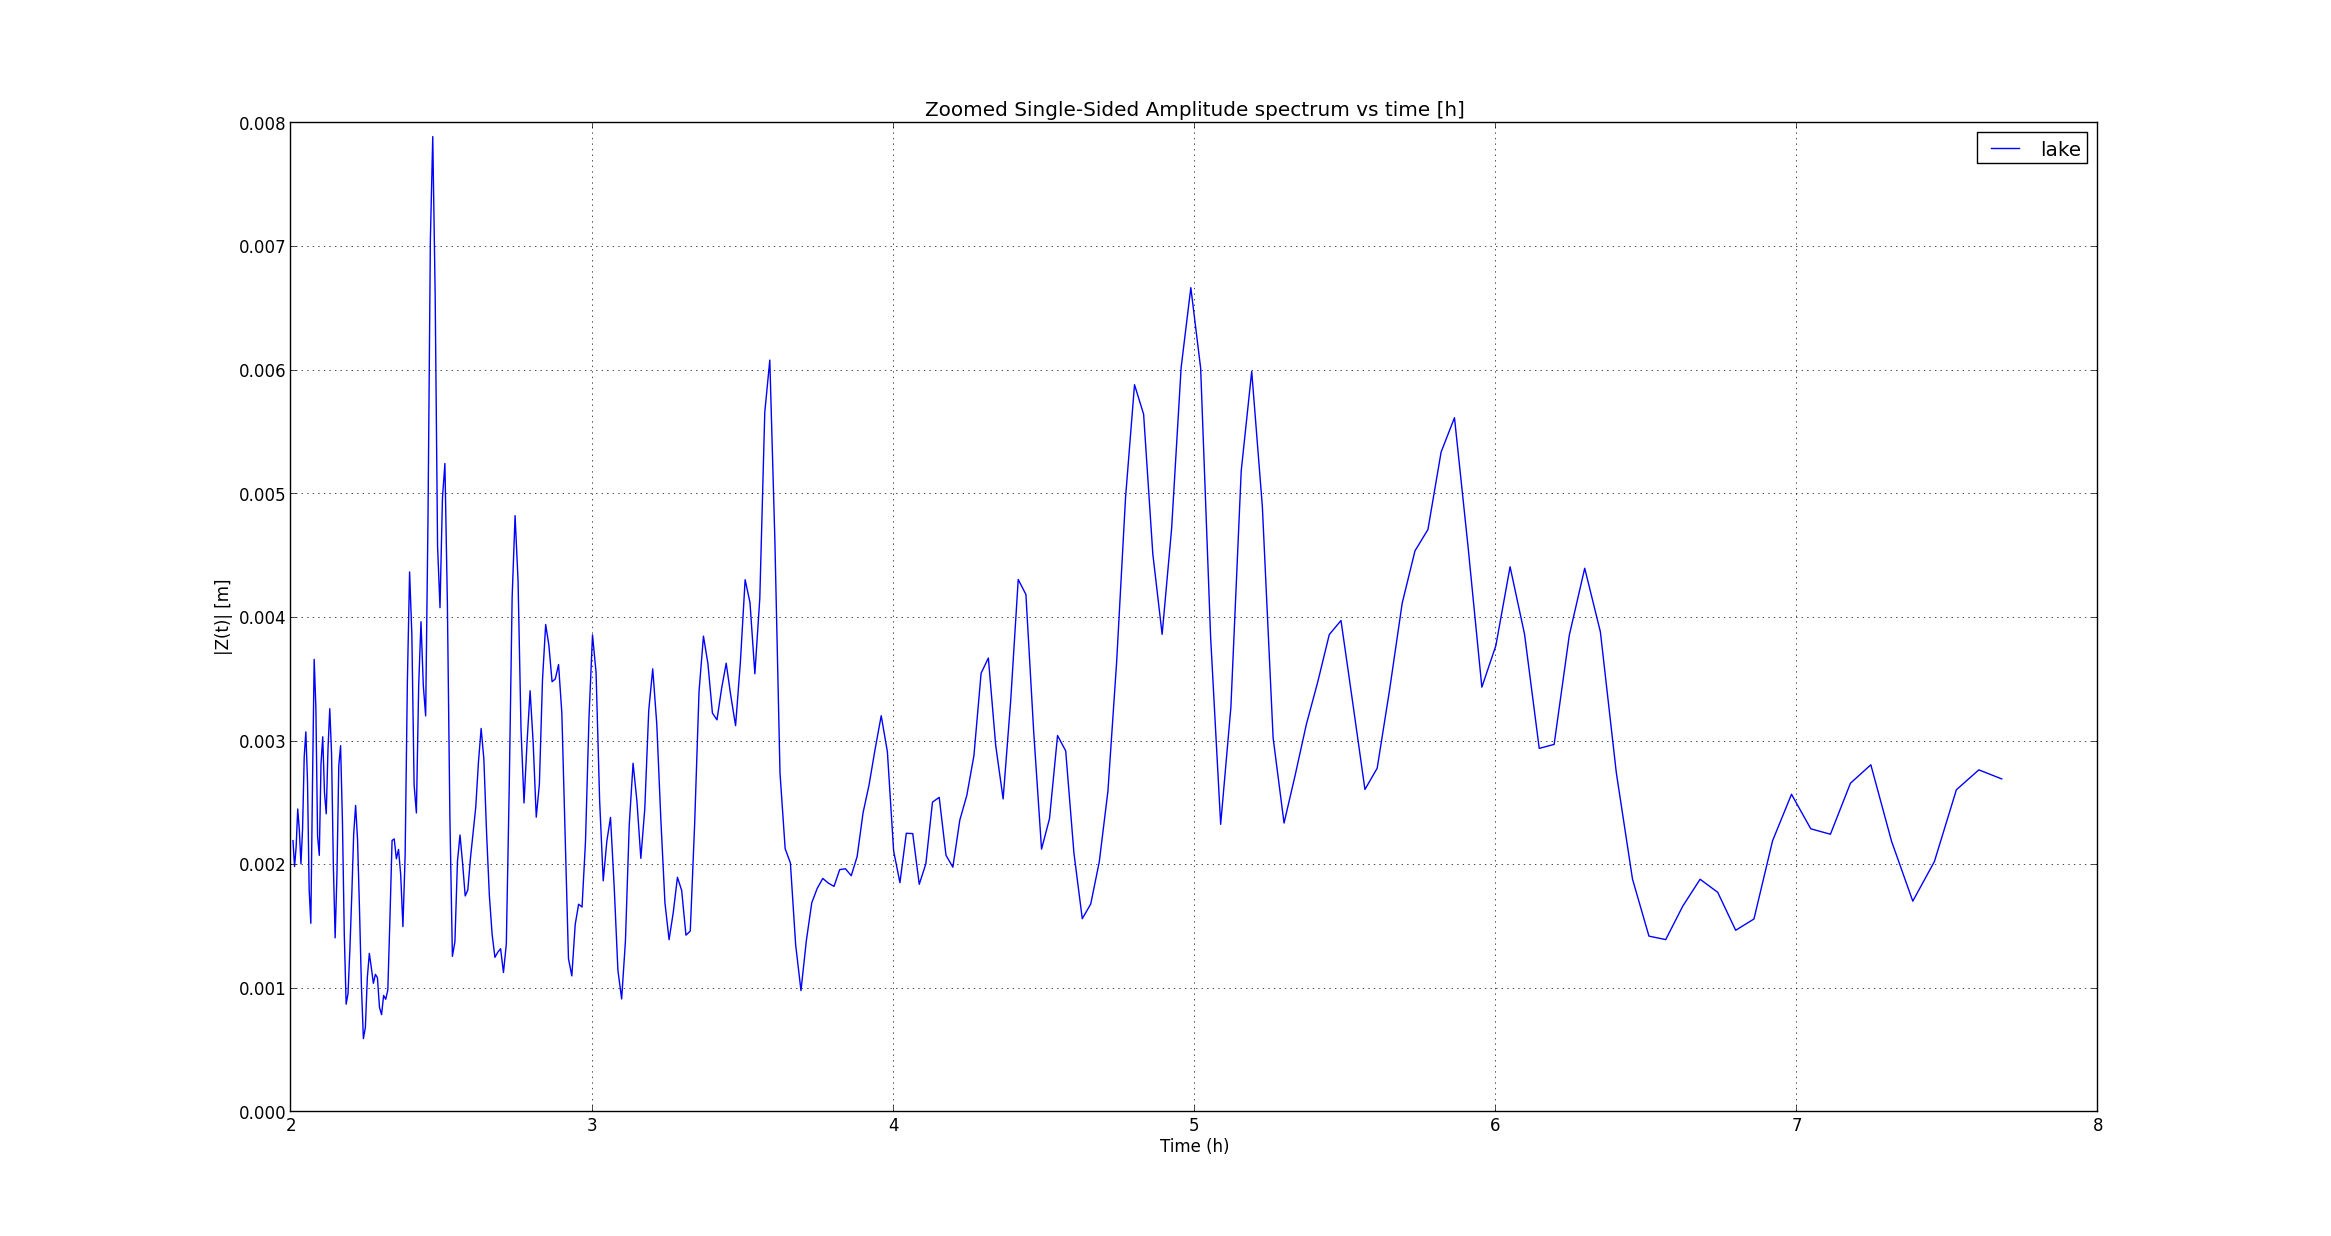 Zoomed Single-Sided Amplitude spectrum vs time [h]
lake
0.008
0.007
0.006
0.005
0.004
0.003
0.002
0.001
0.000
|Z(t)| [m]
2 3 4 5 6 7 8
Time (h)